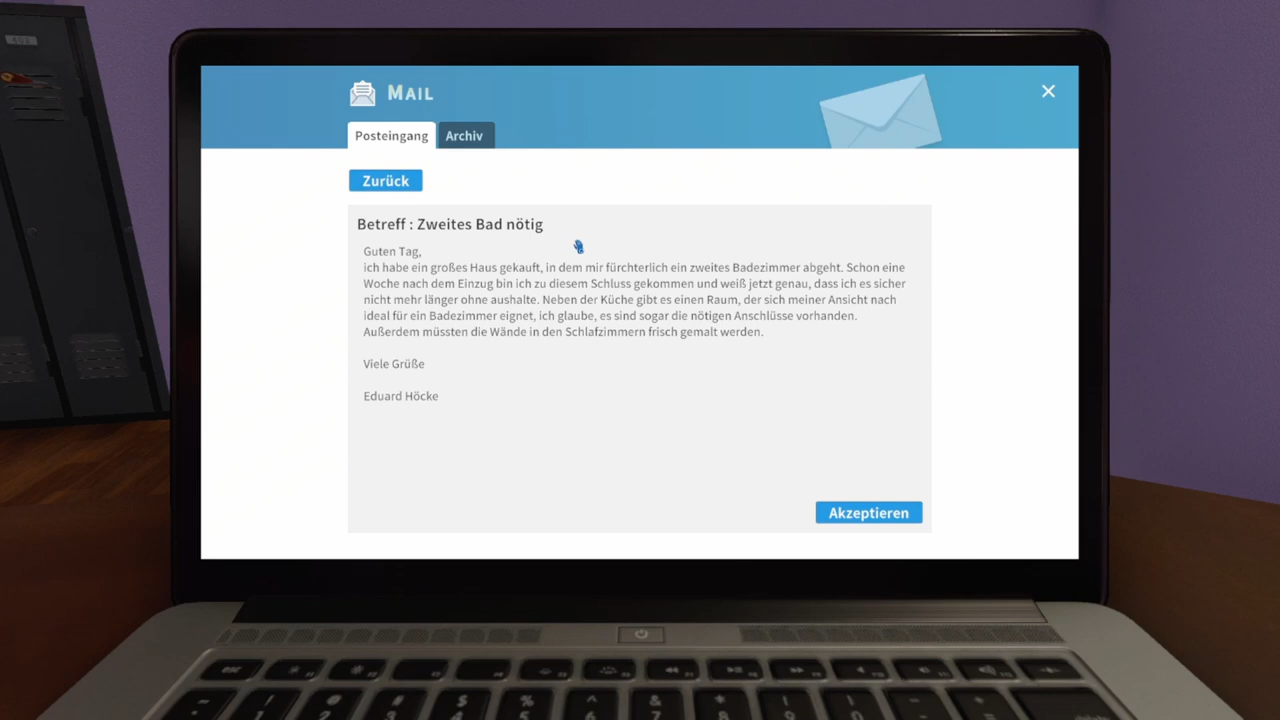 MAIL
Posteingang
Archiv
Zurück
Betreff : Zweites Bad nötig
Guten Tag,
ich habe ein großes Haus gekauft, in dem mir fürchterlich ein zweites Badezimmer abgeht. Schon eine
Woche nach dem Einzug bin ich zu diesem Schluss gekommen und weiß jetzt genau, dass ich es sicher
nicht mehr länger ohne aushalte. Neben der Küche gibt es einen Raum, der sich meiner Ansicht nach
ideal für ein Badezimmer eignet, ich glaube, es sind sogar die nötigen Anschlüsse vorhanden.
Außerdem müssten die Wände in den Schlafzimmern frisch gemalt werden.
Viele Grüße
Eduard Höcke
Akzeptieren